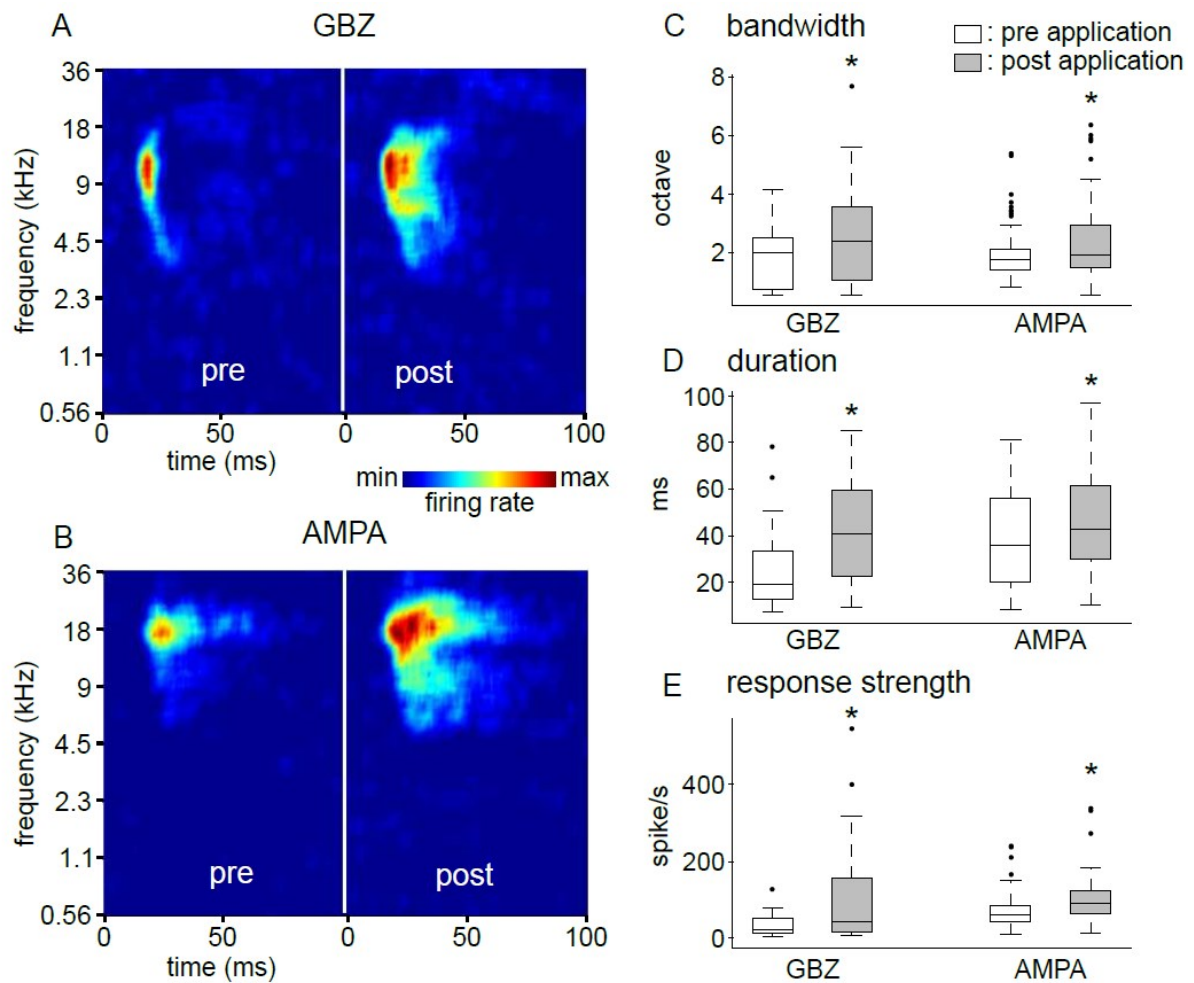 A GBZ
36
18
9
4.5
2.3
1.1
0.56
frequency (kHz)
pre
post
0 50 0 50 100
time (ms)
min max
firing rate
B AMPA
36
18
9
4.5
2.3
1.1
0.56
frequency (kHz)
pre
post
0 50 0 50 100
time (ms)
C bandwidth
: pre application
: post application
8
6
4
2
octave
* *
GBZ AMPA
D duration
100
80
60
40
20
ms
* *
GBZ AMPA
E response strength
400
200
0
spike/s
* *
GBZ AMPA